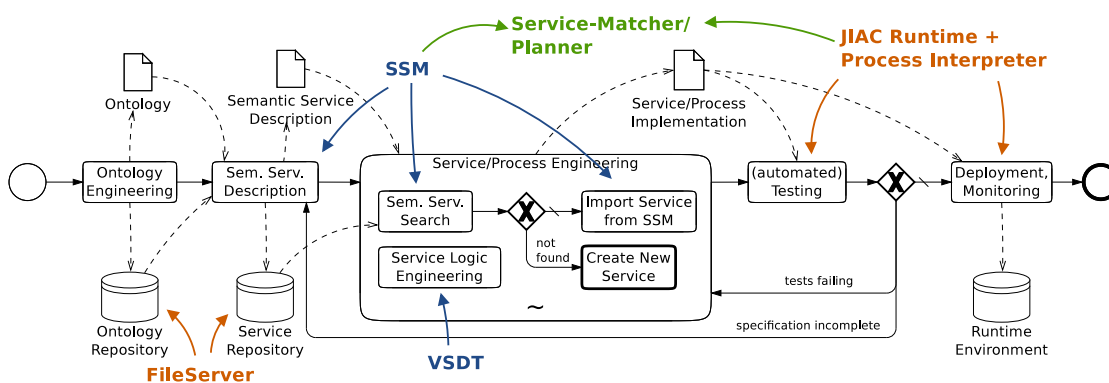 Service-Matcher/
Planner
JIAC Runtime +
Process Interpreter
SSM
Ontology
Semantic Service
Description
Service/Process
Implementation
Service/Process Engineering
Ontology
Engineering
Sem. Serv.
Description
Sem. Serv.
Search
Import Service
from SSM
(automated)
Testing
Deployment,
Monitoring
not
found
Service Logic
Engineering
Create New
Service
~
tests failing
specification incomplete
Ontology
Repository
Service
Repository
Runtime
Environment
FileServer
VSDT